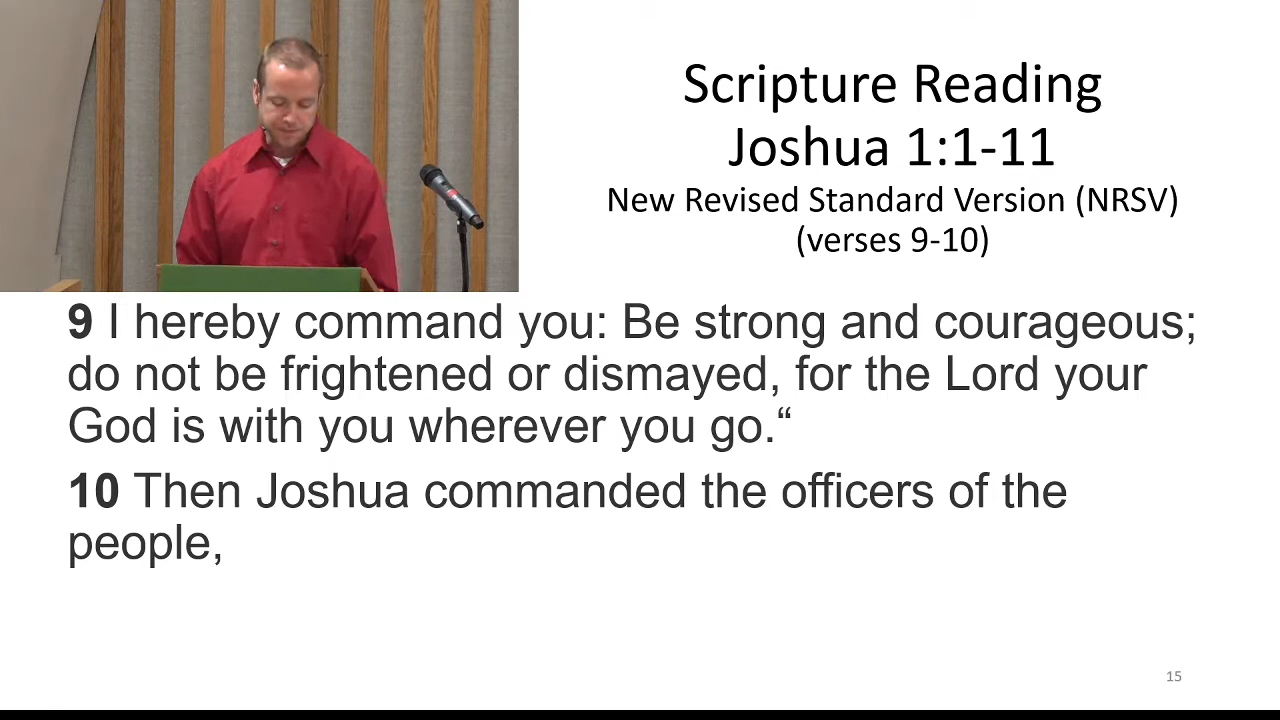 Scripture Reading
Joshua 1:1-11
New Revised Standard Version (NRSV)
(verses 9-10)
9 I hereby command you: Be strong and courageous;
do not be frightened or dismayed, for the Lord your
God is with you wherever you go.“
10 Then Joshua commanded the officers of the
people,
15